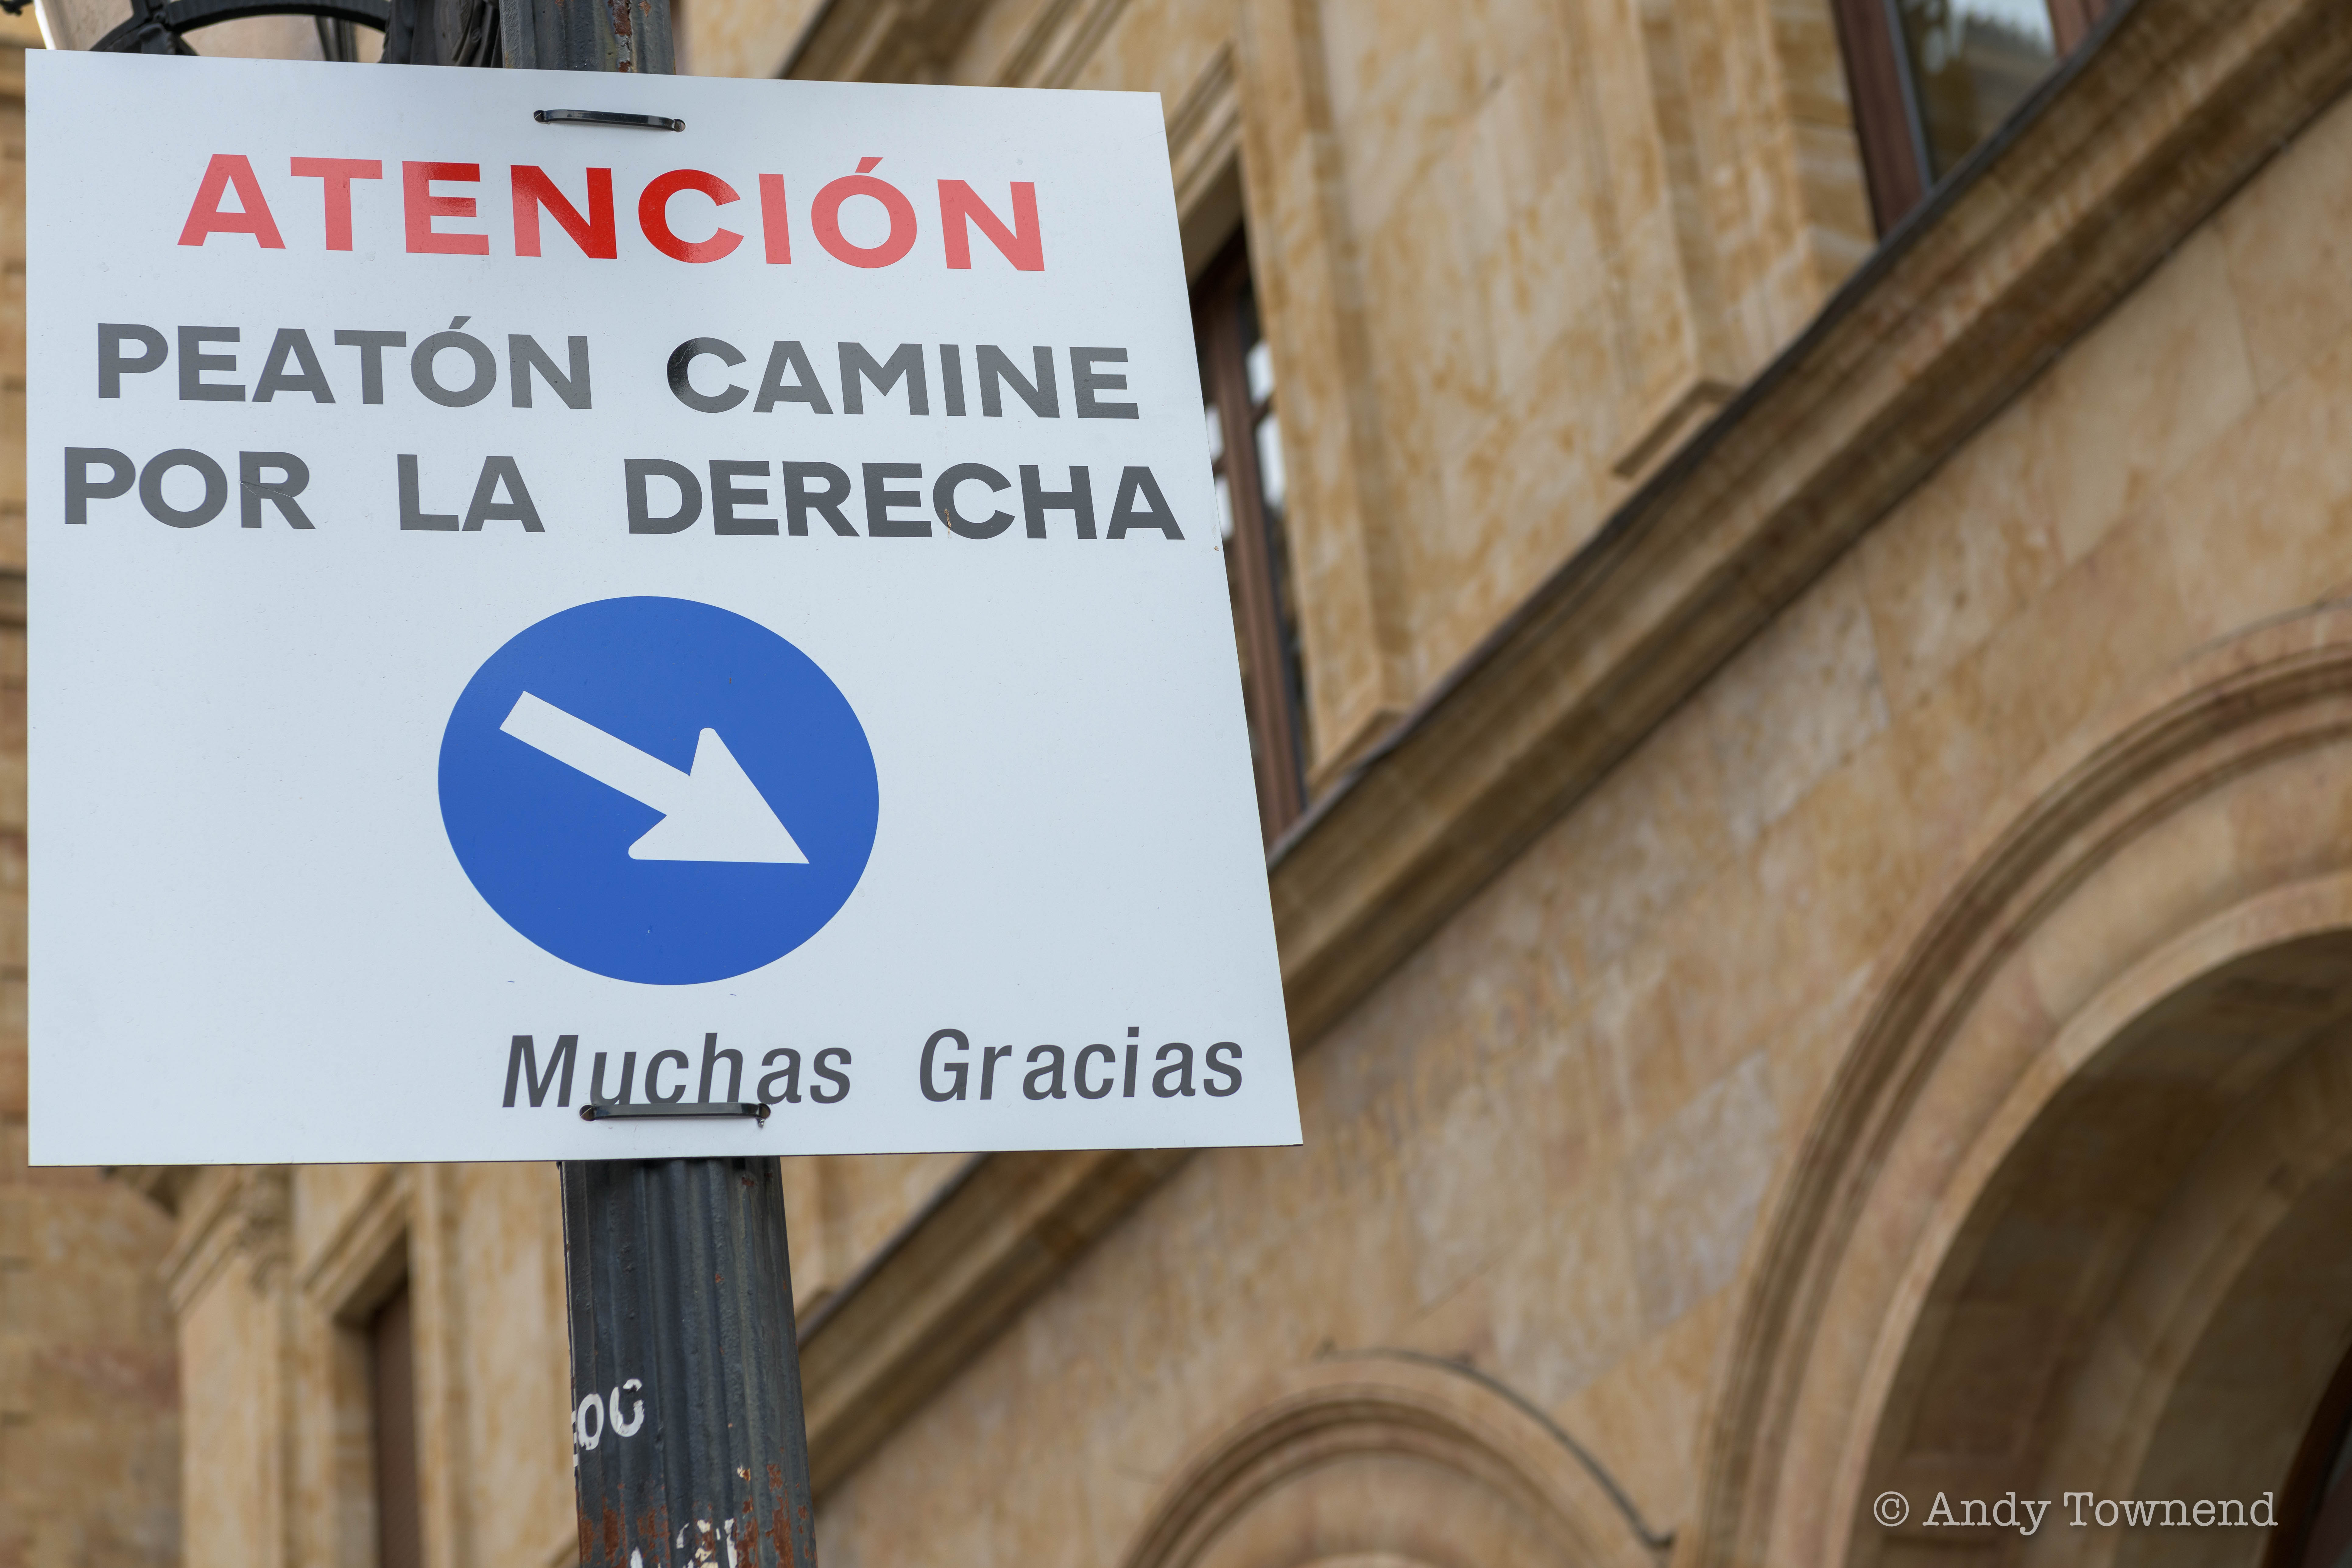 ATENCIÓN
PEATÓN CAMINE
POR LA DERECHA
Muchas Gracias
© Andy Townend